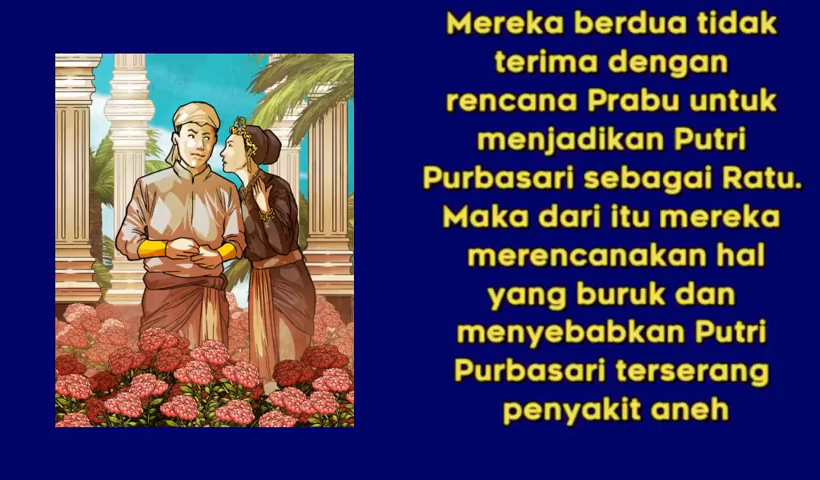 Mereka berdua tidak
terima dengan
rencana Prabu untuk
menjadikan Putri
Purbasari sebagai Ratu.
Maka dari itu mereka
merencanakan hal
yang buruk dan
menyebabkan Putri
Purbasari terserang
penyakit aneh